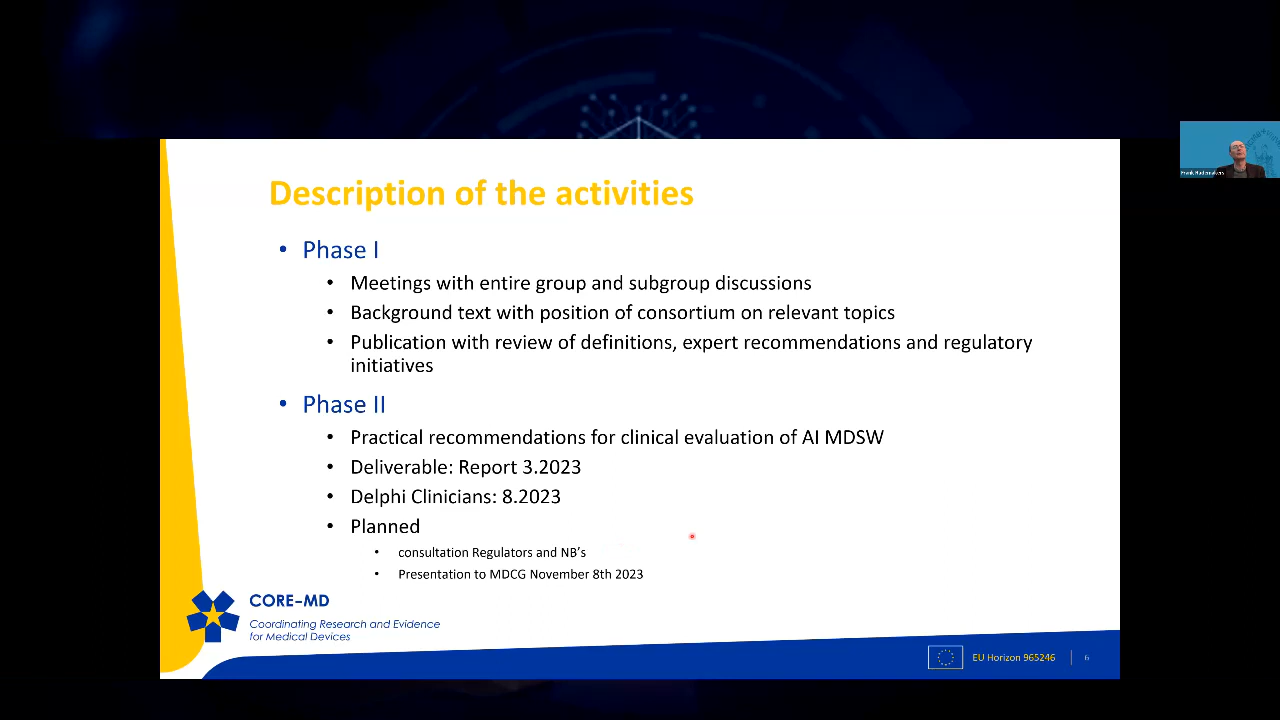 Description of the activities
• Phase I
• Meetings with entire group and subgroup discussions
• Background text with position of consortium on relevant topics
• Publication with review of definitions, expert recommendations and regulatory
initiatives
• Phase II
• Practical recommendations for clinical evaluation of AI MDSW
• Deliverable: Report 3.2023
• Delphi Clinicians: 8.2023
• Planned
• consultation Regulators and NB's
• Presentation to MDCG November 8th 2023
CORE–MD
Coordinating Research and Evidence
for Medical Devices
EU Horizon 965246
6
Frank Rademakers